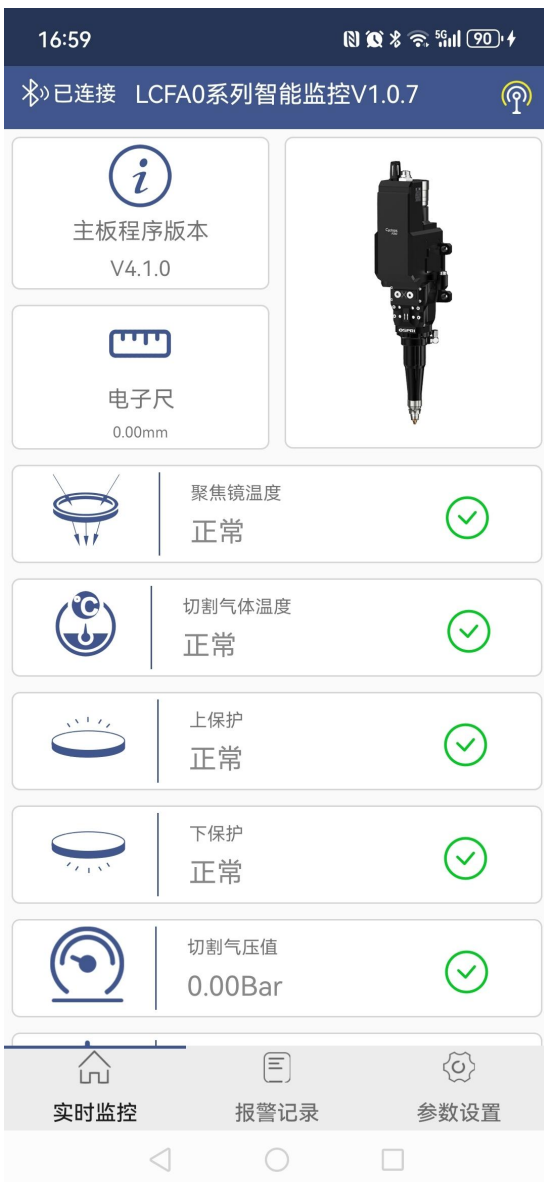 16:59
5G
90
已连接 LCFA0系列智能监控V1.0.7
i
主板程序版本
V4.1.0
电子尺
0.00mm
OSPRI
聚焦镜温度
正常
℃
切割气体温度
正常
上保护
正常
下保护
正常
切割气压值
0.00Bar
实时监控
报警记录
参数设置